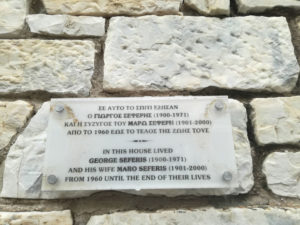 ΣΕ ΑΥΤΟ ΤΟ ΣΠΙΤΙ ΕΖΗΣΑΝ
Ο ΓΙΩΡΓΟΣ ΣΕΦΕΡΗΣ (1900-1971)
ΚΑΙ Η ΣΥΖΥΓΟΣ ΤΟΥ ΜΑΡΩ ΣΕΦΕΡΗ (1901-2000)
ΑΠΟ ΤΟ 1960 ΕΩΣ ΤΟ ΤΕΛΟΣ ΤΗΣ ΖΩΗΣ ΤΟΥΣ
IN THIS HOUSE LIVED
GEORGE SEFERIS (1900-1971)
AND HIS WIFE MARO SEFERIS (1901-2000)
FROM 1960 UNTIL THE END OF THEIR LIVES